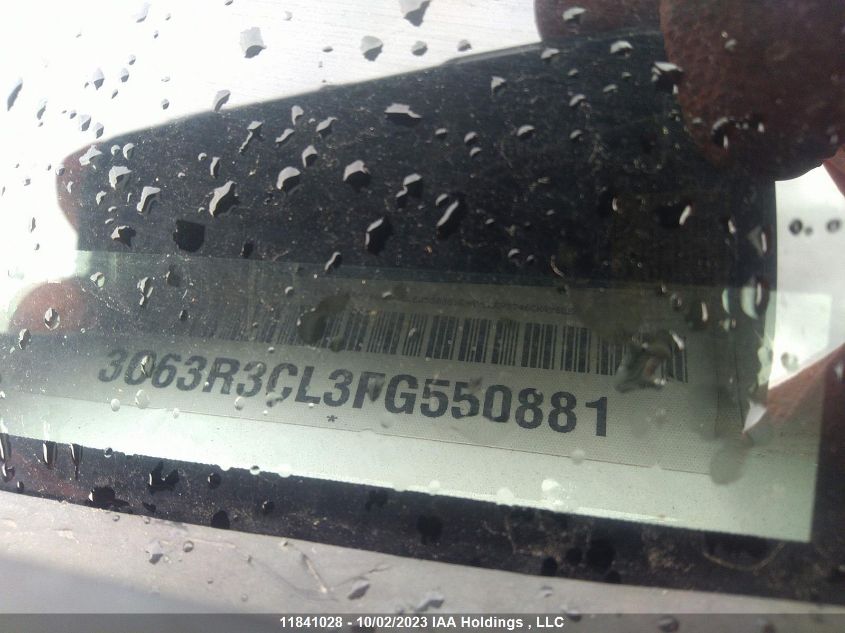 3C63R3CL3FG550881
*
11841028 - 10/02/2023 IAA Holdings , LLC